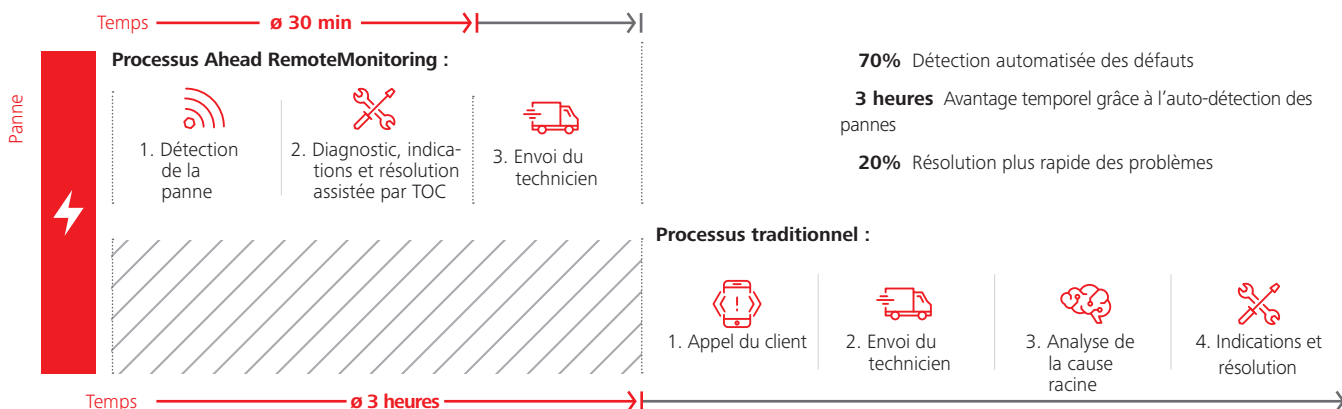 Temps ø 30 min
Panne
Processus Ahead RemoteMonitoring :
1. Détection
de la
panne
2. Diagnostic, indica-
tions et résolution
assistée par TOC
3. Envoi du
technicien
70% Détection automatisée des défauts
3 heures Avantage temporel grâce à l’auto-détection des
pannes
20% Résolution plus rapide des problèmes
Processus traditionnel :
1. Appel du client
2. Envoi du
technicien
3. Analyse de
la cause
racine
4. Indications et
résolution
Temps ø 3 heures